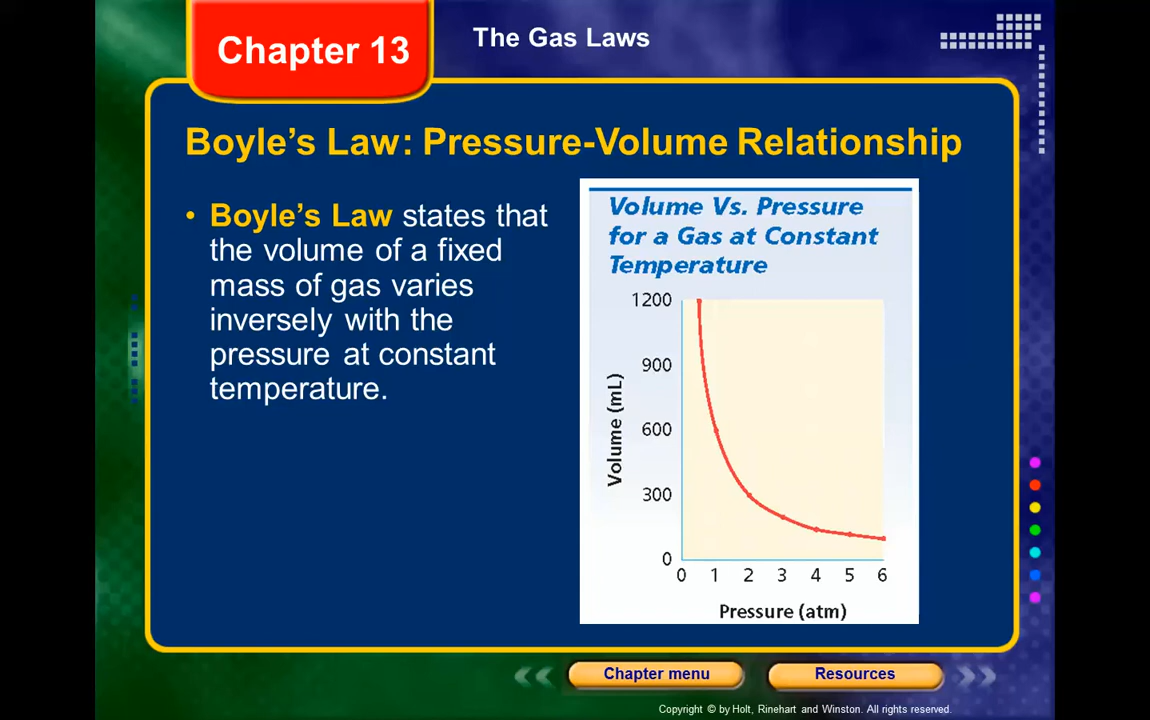 Chapter 13
The Gas Laws
Boyle’s Law: Pressure-Volume Relationship
• Boyle’s Law states that
the volume of a fixed
mass of gas varies
inversely with the
pressure at constant
temperature.
Volume Vs. Pressure
for a Gas at Constant
Temperature
1200
900
600
300
0
Volume (mL)
0 1 2 3 4 5 6
Pressure (atm)
Chapter menu
Resources
Copyright © by Holt, Rinehart and Winston. All rights reserved.